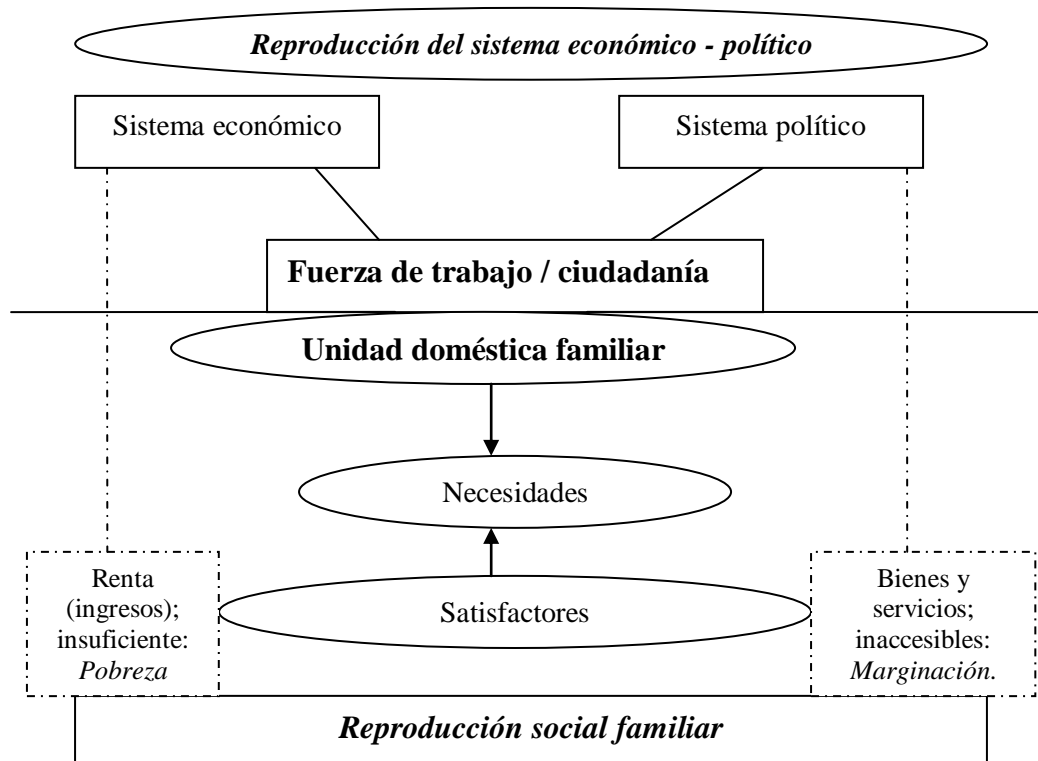 Reproducción del sistema económico - político
Sistema económico
Sistema político
Fuerza de trabajo / ciudadanía
Unidad doméstica familiar
Necesidades
Renta
(ingresos);
insuficiente:
Pobreza
Satisfactores
Bienes y
servicios;
inaccesibles:
Marginación.
Reproducción social familiar